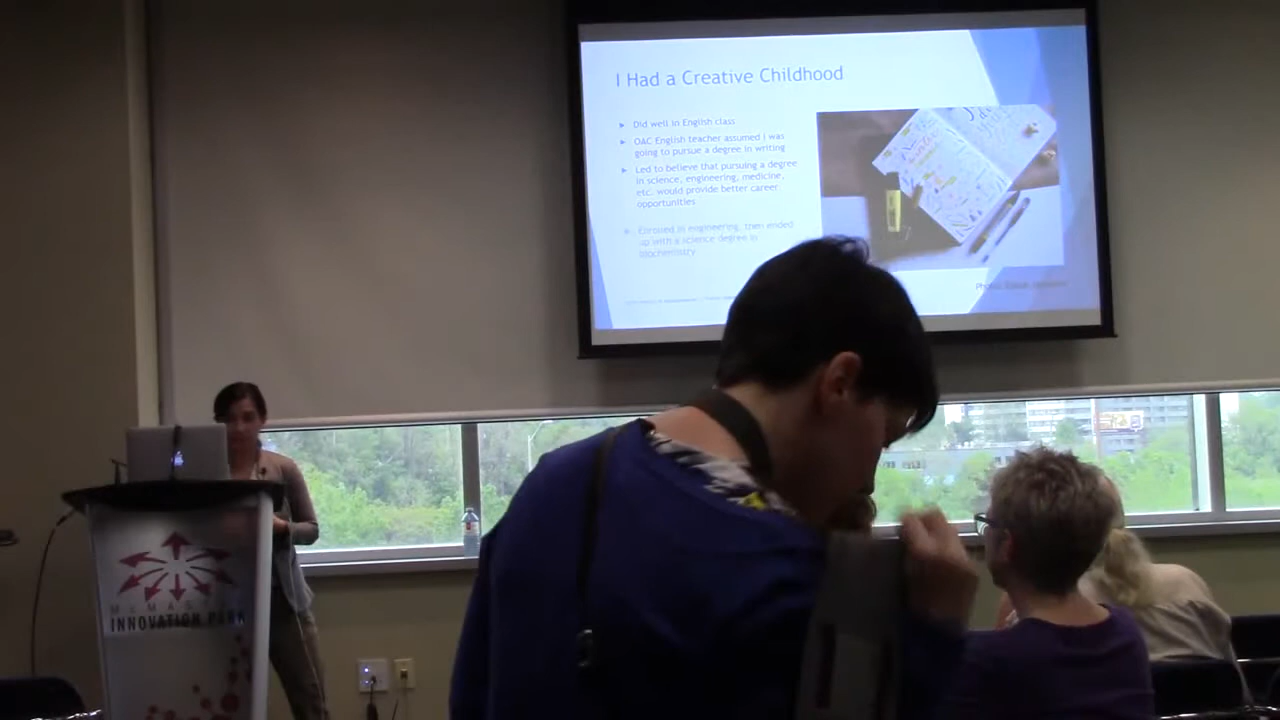 I Had a Creative Childhood
Did well in English class
OAC English teacher assumed I was
going to pursue a degree in writing
Led to believe that pursuing a degree
in science, engineering, medicine,
etc. would provide better career
opportunities
Enrolled in engineering, then ended
up with a science degree in
biochemistry
INNOVATION PARK